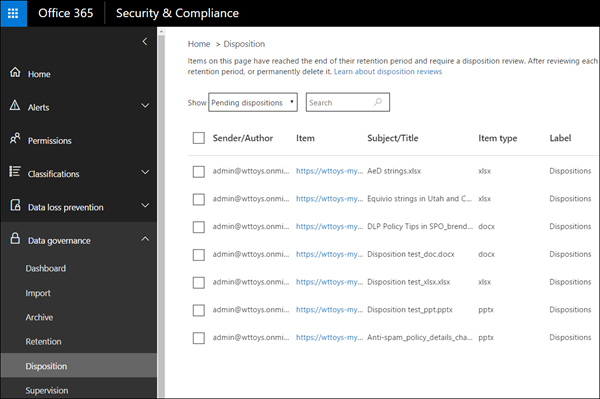 Office 365 Security & Compliance
Home
Alerts
Permissions
Classifications
Data loss prevention
Data governance
Dashboard
Import
Archive
Retention
Disposition
Supervision
Home > Disposition
Items on this page have reached the end of their retention period and require a disposition review. After reviewing each
retention period, or permanently delete it. Learn about disposition reviews
Show Pending dispositions Search
Sender/Author Item Subject/Title Item type Label
admin@wttoys.onmi... https://wttoys-my... AeD strings.xlsx xlsx Dispositions
admin@wttoys.onmi... https://wttoys-my... Equivio strings in Utah and C... xlsx Dispositions
admin@wttoys.onmi... https://wttoys-my... DLP Policy Tips in SPO_brend... docx Dispositions
admin@wttoys.onmi... https://wttoys-my... Disposition test_doc.docx docx Dispositions
admin@wttoys.onmi... https://wttoys-my... Disposition test_xlsx.xlsx xlsx Dispositions
admin@wttoys.onmi... https://wttoys-my... Disposition test_ppt.pptx pptx Dispositions
admin@wttoys.onmi... https://wttoys-my... Anti-spam_policy_details_cha... pptx Dispositions